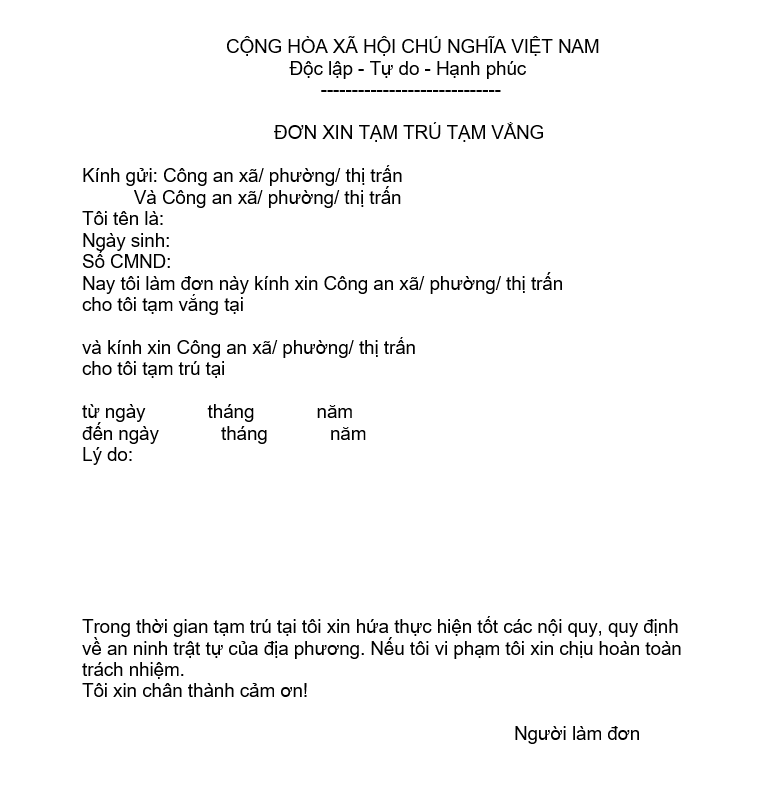 CỘNG HÒA XÃ HỘI CHỦ NGHĨA VIỆT NAM
Độc lập - Tự do - Hạnh phúc
-----------------------------
ĐƠN XIN TẠM TRÚ TẠM VẮNG
Kính gửi: Công an xã/ phường/ thị trấn
Và Công an xã/ phường/ thị trấn
Tôi tên là:
Ngày sinh:
Số CMND:
Nay tôi làm đơn này kính xin Công an xã/ phường/ thị trấn
cho tôi tạm vắng tại
và kính xin Công an xã/ phường/ thị trấn
cho tôi tạm trú tại
từ ngày tháng năm
đến ngày tháng năm
Lý do:
Trong thời gian tạm trú tại tôi xin hứa thực hiện tốt các nội quy, quy định
về an ninh trật tự của địa phương. Nếu tôi vi phạm tôi xin chịu hoàn toàn
trách nhiệm.
Tôi xin chân thành cảm ơn!
Người làm đơn